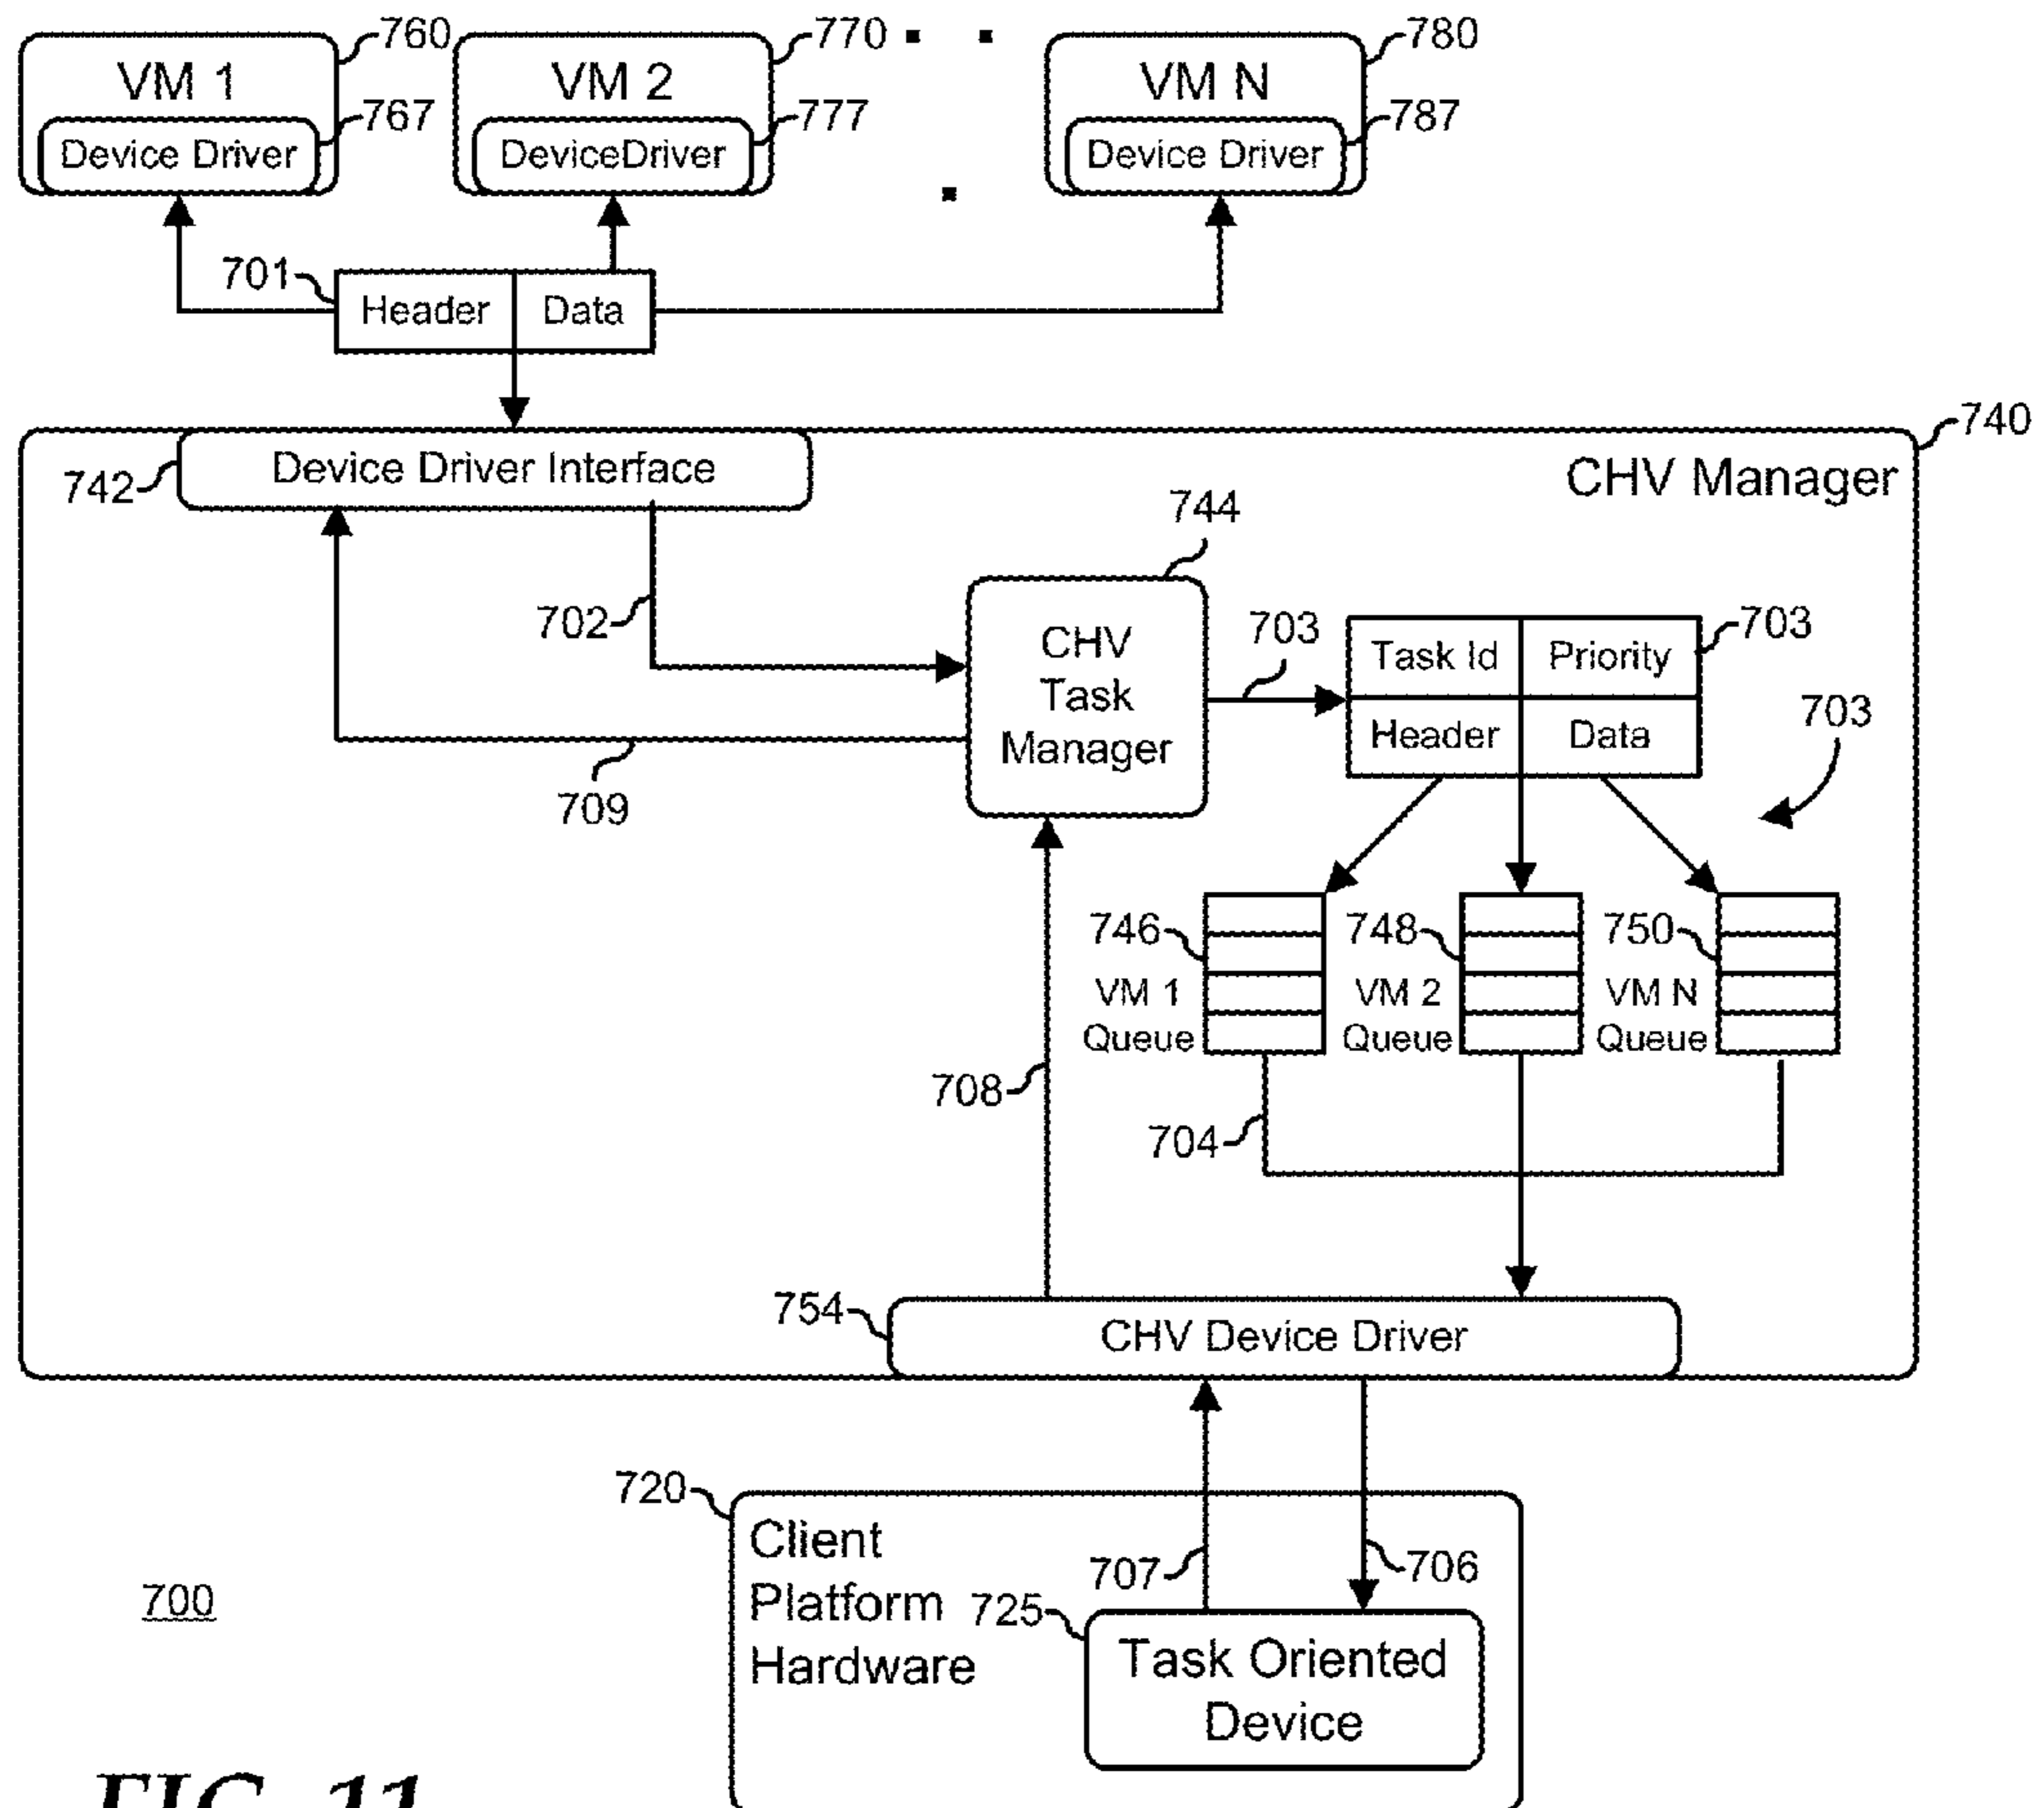 760
770
780
VM 1
VM 2
VM N
767
777
787
Device Driver
DeviceDriver
Device Driver
701
Header
Data
740
742
Device Driver Interface
CHV Manager
744
702
CHV
Task
Manager
703
Task Id
Priority
703
Header
Data
703
709
746
VM 1
Queue
748
VM 2
Queue
750
VM N
Queue
708
704
754
CHV Device Driver
720
Client
Platform
Hardware
707
706
725
Task Oriented
Device
700
FIG. 11